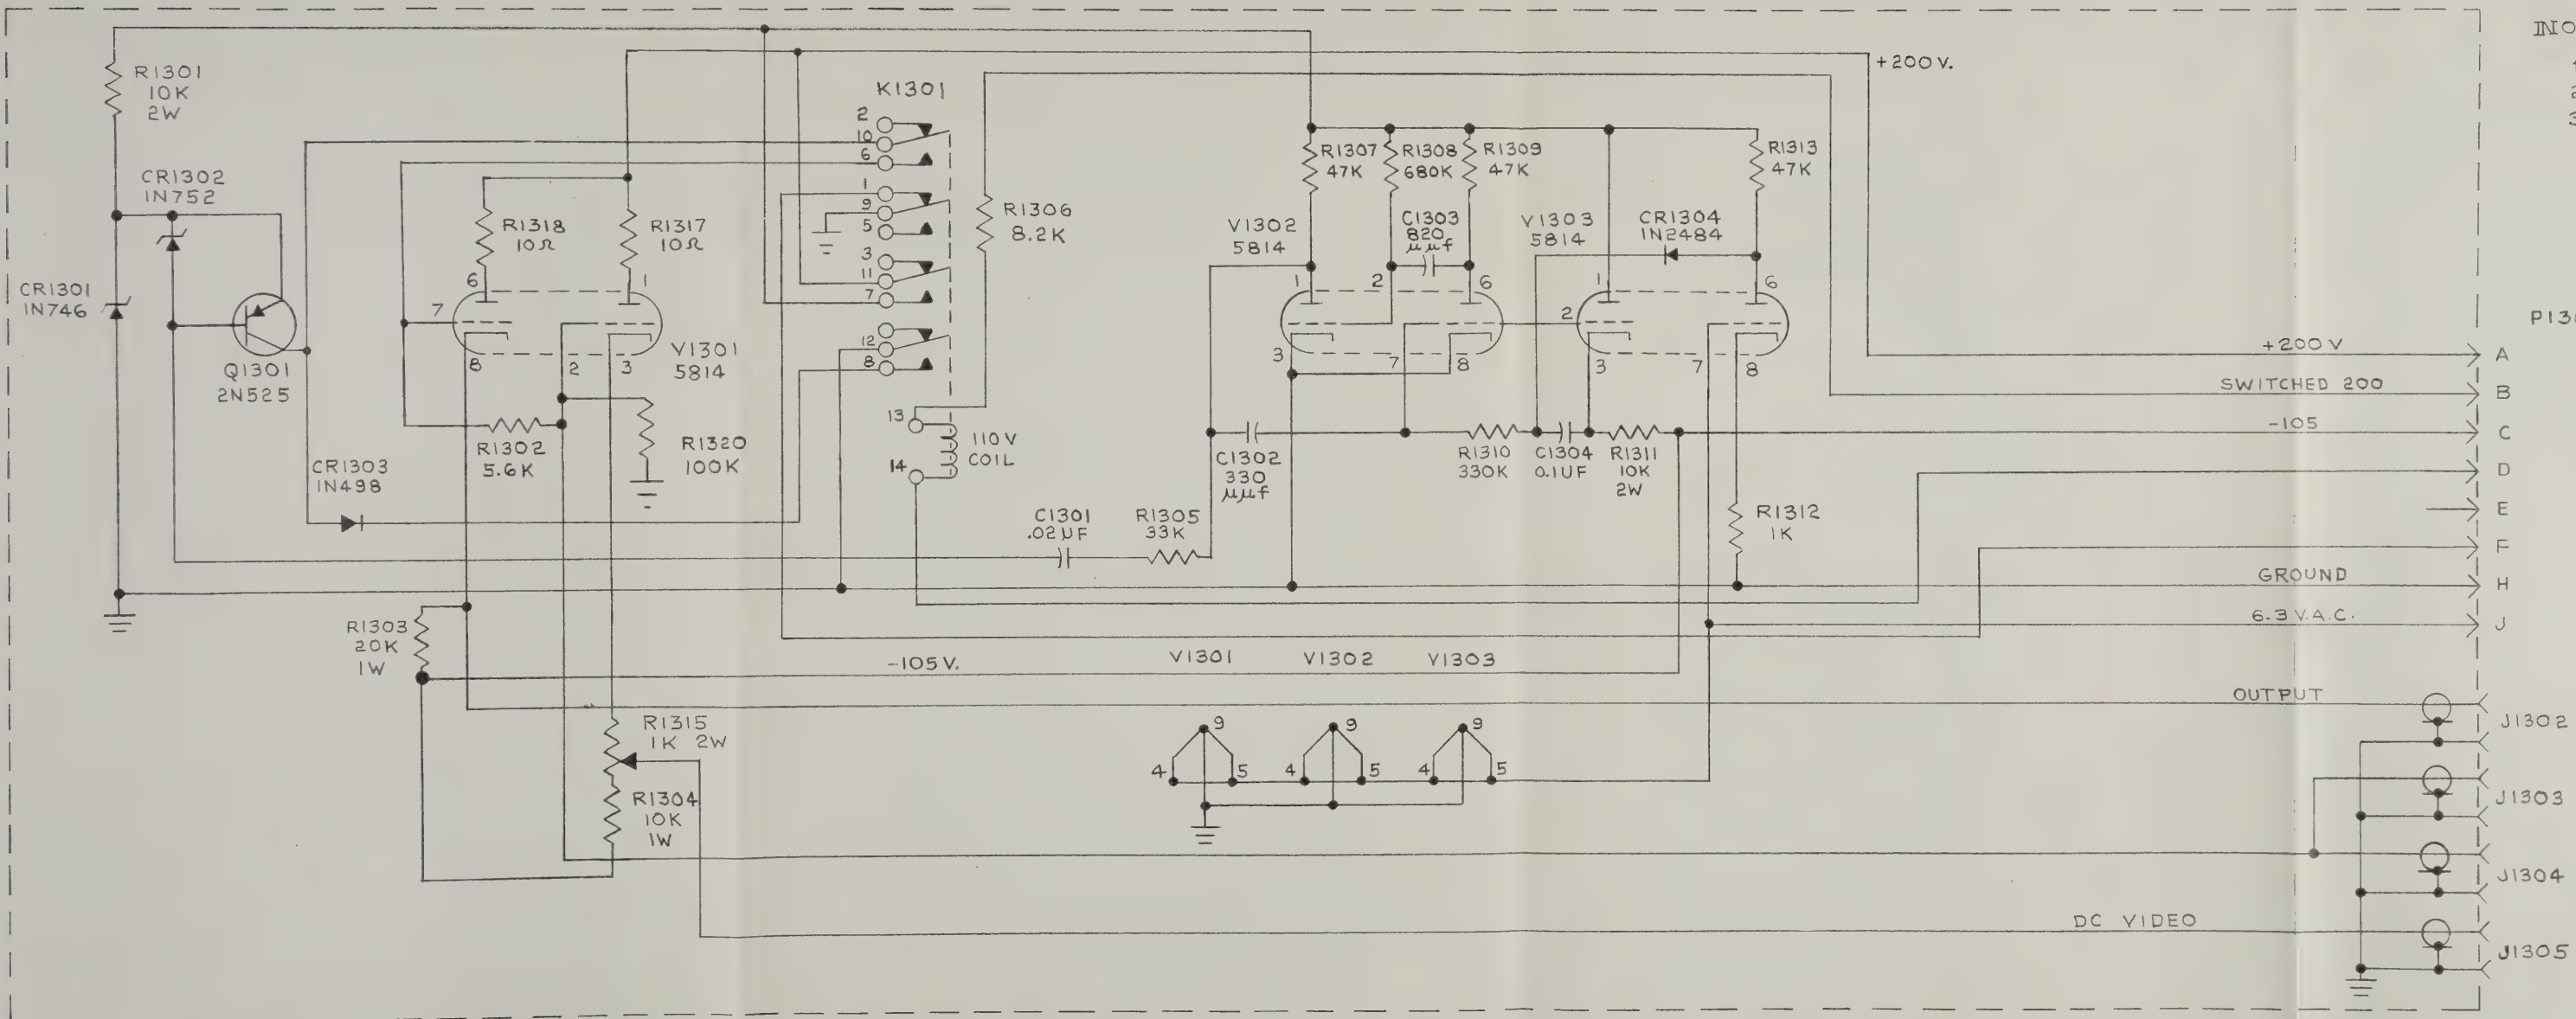 INO
+200 V.
R1301
10K
2W
K1301
2
10
6
1
9
5
3
11
7
12
8
13
14
110V
COIL
CR1302
1N752
CR1301
1N746
Q1301
2N525
CR1303
1N498
R1318
10Ω
R1317
10Ω
6
1
7
8
2
3
V1301
5814
R1302
5.6K
R1320
100K
R1306
8.2K
R1307
47K
R1308
680K
R1309
47K
R1313
47K
V1302
5814
C1303
820
μμf
V1303
5814
CR1304
1N2484
1
2
6
3
7
8
1
6
2
3
7
8
C1302
330
μμf
R1310
330K
C1304
0.1UF
R1311
10K
2W
C1301
.02UF
R1305
33K
R1312
1K
+200 V
A
SWITCHED 200
B
-105
C
D
E
F
GROUND
H
6.3 V.A.C.
J
R1303
20K
1W
-105V.
V1301
V1302
V1303
9
4
5
9
4
5
9
4
5
R1315
1K 2W
R1304
10K
1W
OUTPUT
J1302
J1303
J1304
DC VIDEO
J1305